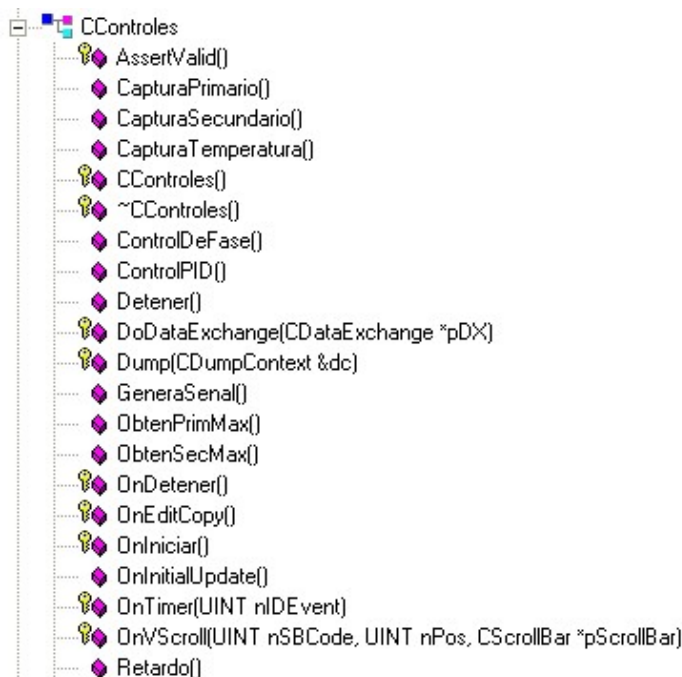 CControles
AssertValid()
CapturaPrimario()
CapturaSecundario()
CapturaTemperatura()
CControles()
~CControles()
ControlDeFase()
ControlPID()
Detener()
DoDataExchange(CDataExchange *pDX)
Dump(CDumpContext &dc)
GeneraSenal()
ObtenPrimMax()
ObtenSecMax()
OnDetener()
OnEditCopy()
OnIniciar()
OnInitialUpdate()
OnTimer(UINT nIDEvent)
OnVScroll(UINT nSBCode, UINT nPos, CScrollBar *pScrollBar)
Retardo()